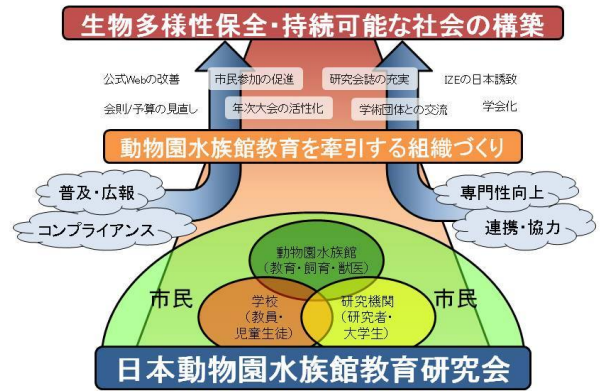 生物多様性保全・持続可能な社会の構築
公式Webの改善 市民参加の促進 研究会誌の充実 IZEの日本誘致
会則/予算の見直し 年次大会の活性化 学術団体との交流 学会化
動物園水族館教育を牽引する組織づくり
普及・広報
コンプライアンス
専門性向上
連携・協力
動物園水族館
(教育・飼育・獣医)
市民
市民
学校
(教員・
児童生徒)
研究機関
(研究者・
大学生)
日本動物園水族館教育研究会